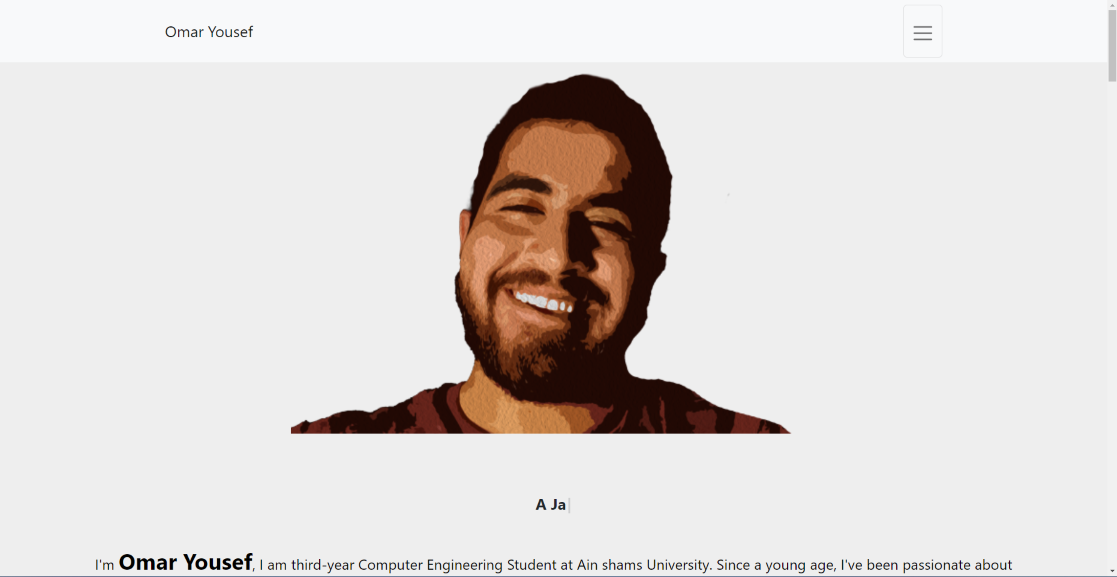 Omar Yousef
A Ja
I'm Omar Yousef, I am third-year Computer Engineering Student at Ain shams University. Since a young age, I've been passionate about